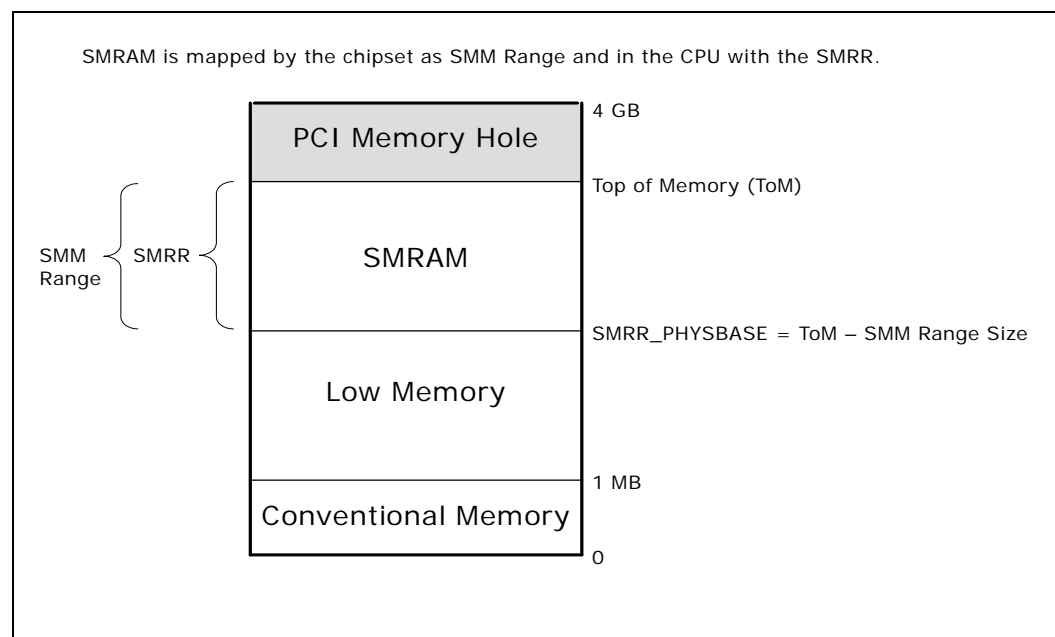 SMRAM is mapped by the chipset as SMM Range and in the CPU with the SMRR.
4 GB
PCI Memory Hole
Top of Memory (ToM)
SMM
Range
SMRR
SMRAM
SMRR_PHYSBASE = ToM – SMM Range Size
Low Memory
1 MB
Conventional Memory
0